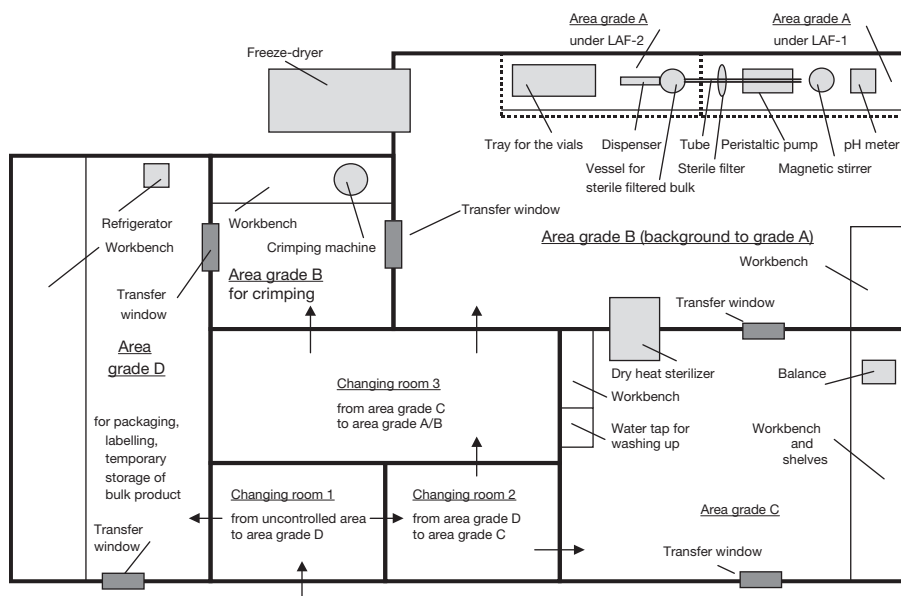 Area grade A
under LAF-2
Area grade A
under LAF-1
Freeze-dryer
Tray for the vials
Dispenser
Tube
Peristaltic pump
pH meter
Vessel for
sterile filtered bulk
Sterile filter
Magnetic stirrer
Refrigerator
Workbench
Workbench
Crimping machine
Transfer window
Area grade B (background to grade A)
Workbench
Area grade B
for crimping
Transfer
window
Transfer window
Area
grade D
Changing room 3
from area grade C
to area grade A/B
Dry heat sterilizer
Workbench
Balance
for packaging,
labelling,
temporary
storage of
bulk product
Water tap for
washing up
Workbench
and
shelves
Changing room 1
from uncontrolled area
to area grade D
Changing room 2
from area grade D
to area grade C
Area grade C
Transfer
window
Transfer window